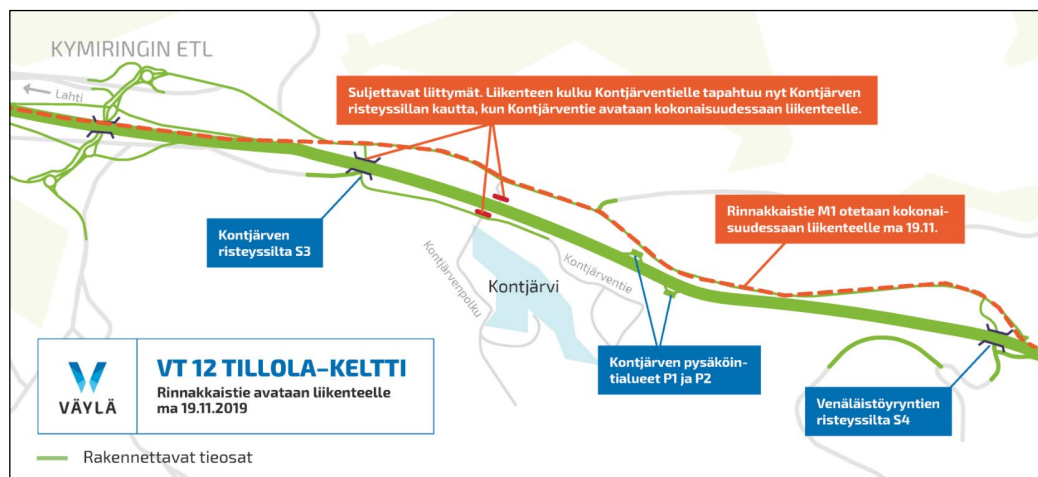 KYMIRINGIN ETL
Lahti
Suljettavat liittymät. Liikenteen kulku Kontjärventielle tapahtuu nyt Kontjärven
risteyssillan kautta, kun Kontjärventie avataan kokonaisuudessaan liikenteelle.
Rinnakkaistie M1 otetaan kokonai-
suudessaan liikenteelle ma 19.11.
Kontjärven
risteyssilta S3
Kontjärvenpolku
Kontjärventie
Kontjärvi
Kontjärven pysäköin-
tialueet P1 ja P2
Venäläistöyryntien
risteyssilta S4
VÄYLÄ
VT 12 TILLOLA–KELTTI
Rinnakkaistie avataan liikenteelle
ma 19.11.2019
Rakennettavat tieosat